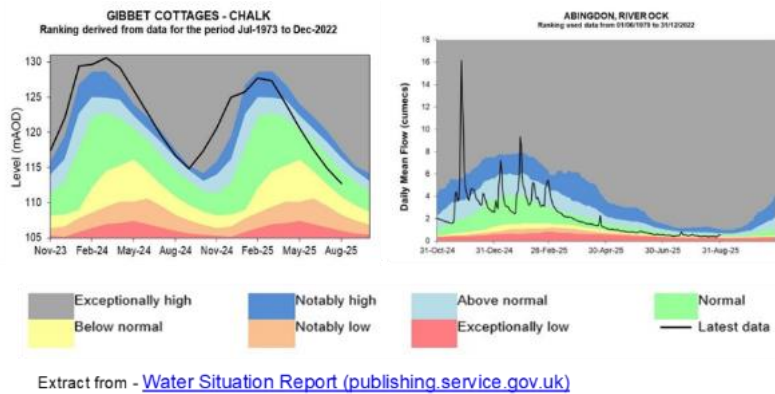 GIBBET COTTAGES - CHALK
Ranking derived from data for the period Jul-1973 to Dec-2022
Level (mAOD)
130
125
120
115
110
105
Nov-23 Feb-24 May-24 Aug-24 Nov-24 Feb-25 May-25 Aug-25
ABINGDON, RIVER OCK
Ranking used data from 01/06/1979 to 31/12/2022
Daily Mean Flow (cumecs)
18
16
14
12
10
8
6
4
2
0
31-Oct-24 31-Dec-24 28-Feb-25 30-Apr-25 30-Jun-25 31-Aug-25
Exceptionally high Notably high Above normal Normal
Below normal Notably low Exceptionally low Latest data
Extract from - Water Situation Report (publishing.service.gov.uk)